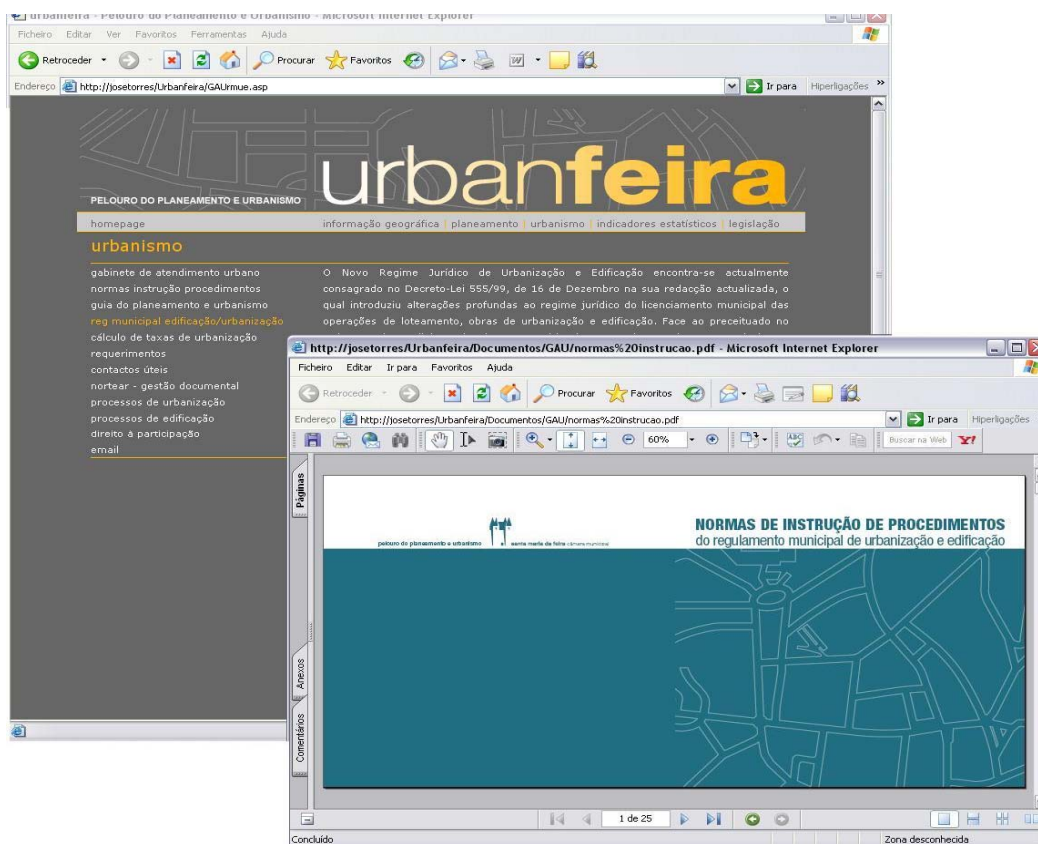 urbanfeira - Pelouro do Planeamento e Urbanismo - Microsoft Internet Explorer
Ficheiro Editar Ver Favoritos Ferramentas Ajuda
Retroceder Procurar Favoritos
Endereço http://josetorres/Urbanfeira/GAUrmue.asp Ir para Hiperligações »
urbanfeira
PELOURO DO PLANEAMENTO E URBANISMO
homepage informação geográfica | planeamento | urbanismo | indicadores estatísticos | legislação
urbanismo
gabinete de atendimento urbano
normas instrução procedimentos
guia do planeamento e urbanismo
reg municipal edificação/urbanização
cálculo de taxas de urbanização
requerimentos
contactos úteis
nortear - gestão documental
processos de urbanização
processos de edificação
direito à participação
email
O Novo Regime Jurídico de Urbanização e Edificação encontra-se actualmente
consagrado no Decreto-Lei 555/99, de 16 de Dezembro na sua redacção actualizada, o
qual introduziu alterações profundas ao regime jurídico do licenciamento municipal das
operações de loteamento, obras de urbanização e edificação. Face ao preceituado no
http://josetorres/Urbanfeira/Documentos/GAU/normas%20instrucao.pdf - Microsoft Internet Explorer
Ficheiro Editar Ir para Favoritos Ajuda
Retroceder Procurar Favoritos
Endereço http://josetorres/Urbanfeira/Documentos/GAU/normas%20instrucao.pdf Ir para Hiperligações
60% Buscar na Web Y!
Páginas
Anexos
Comentários
pelouro do planeamento e urbanismo santa maria da feira câmara municipal
NORMAS DE INSTRUÇÃO DE PROCEDIMENTOS
do regulamento municipal de urbanização e edificação
1 de 25
Concluído Zona desconhecida